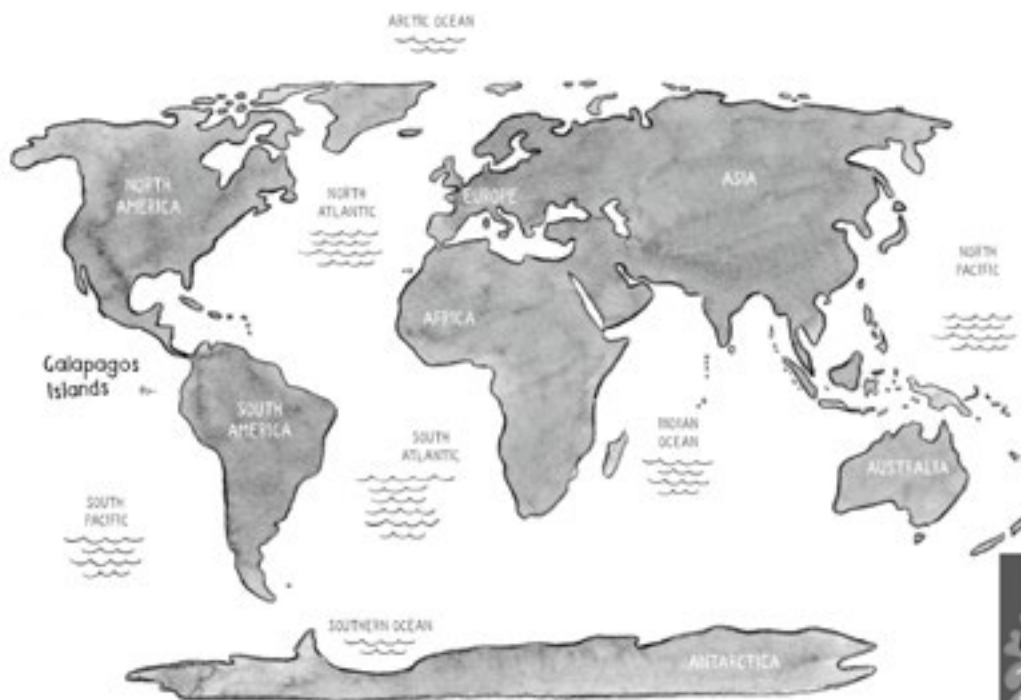 ARCTIC OCEAN
NORTH
AMERICA
NORTH
ATLANTIC
EUROPE
ASIA
NORTH
PACIFIC
AFRICA
Galapagos
Islands
SOUTH
AMERICA
SOUTH
ATLANTIC
INDIAN
OCEAN
AUSTRALIA
SOUTH
PACIFIC
SOUTHERN OCEAN
ANTARCTICA